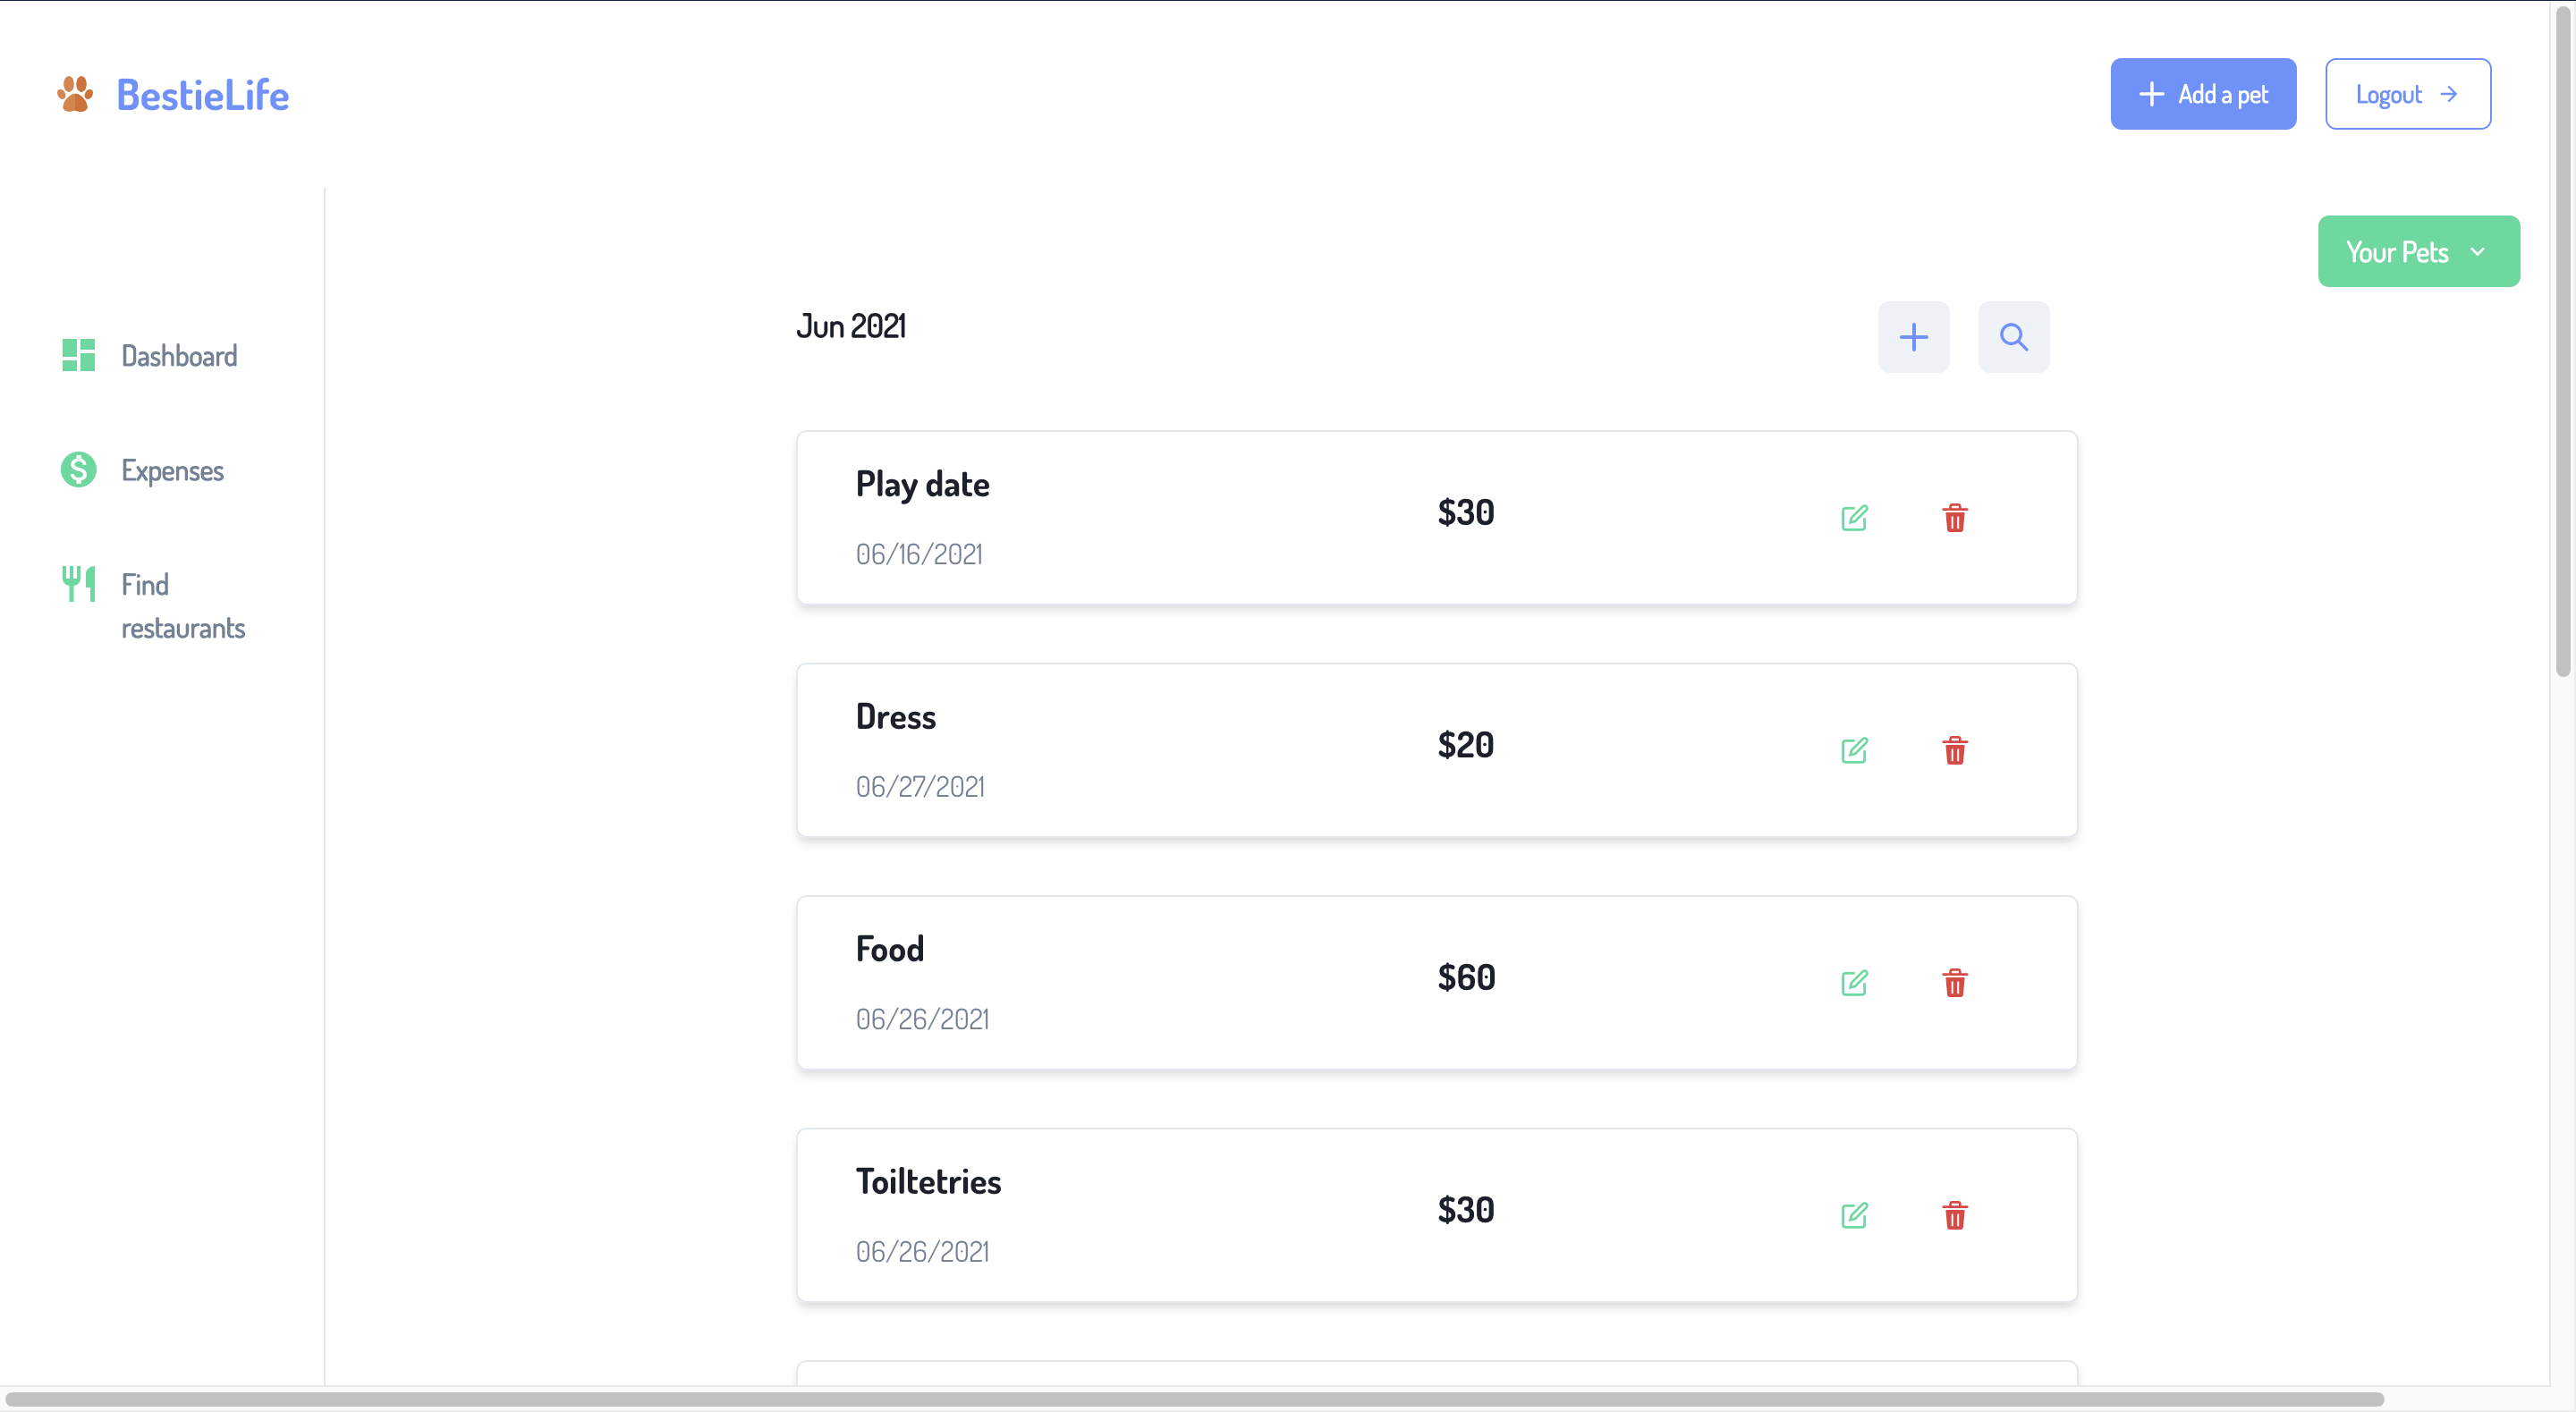 BestieLife
Add a pet
Logout
Your Pets
Dashboard
Expenses
Find
restaurants
Jun 2021
Play date
$30
06/16/2021
Dress
$20
06/27/2021
Food
$60
06/26/2021
Toiltetries
$30
06/26/2021